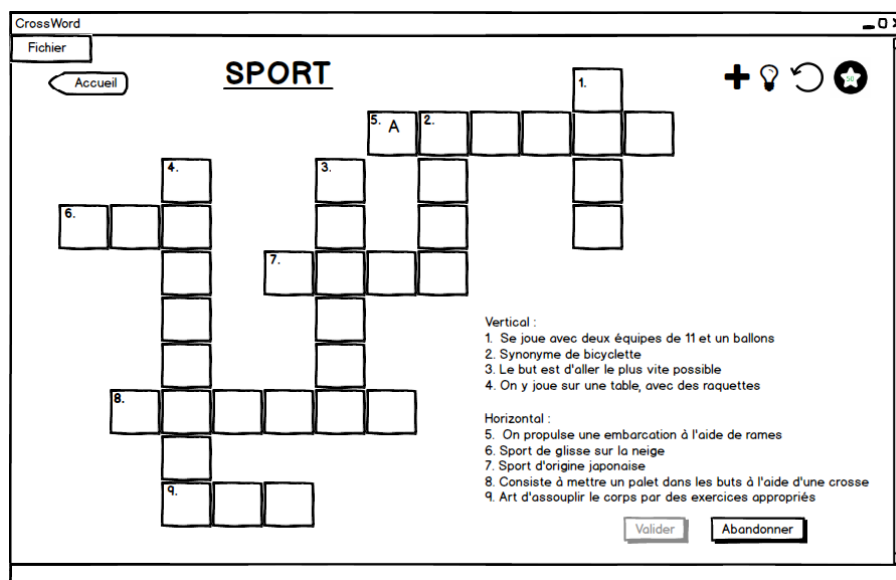 CrossWord
Fichier
Accueil
SPORT
1.
5. A 2.
4. 3.
6.
7.
Vertical :
1. Se joue avec deux équipes de 11 et un ballons
2. Synonyme de bicyclette
3. Le but est d'aller le plus vite possible
4. On y joue sur une table, avec des raquettes
8.
Horizontal :
5. On propulse une embarcation à l'aide de rames
6. Sport de glisse sur la neige
7. Sport d'origine japonaise
8. Consiste à mettre un palet dans les buts à l'aide d'une crosse
9. Art d'assouplir le corps par des exercices appropriés
9.
Valider Abandonner